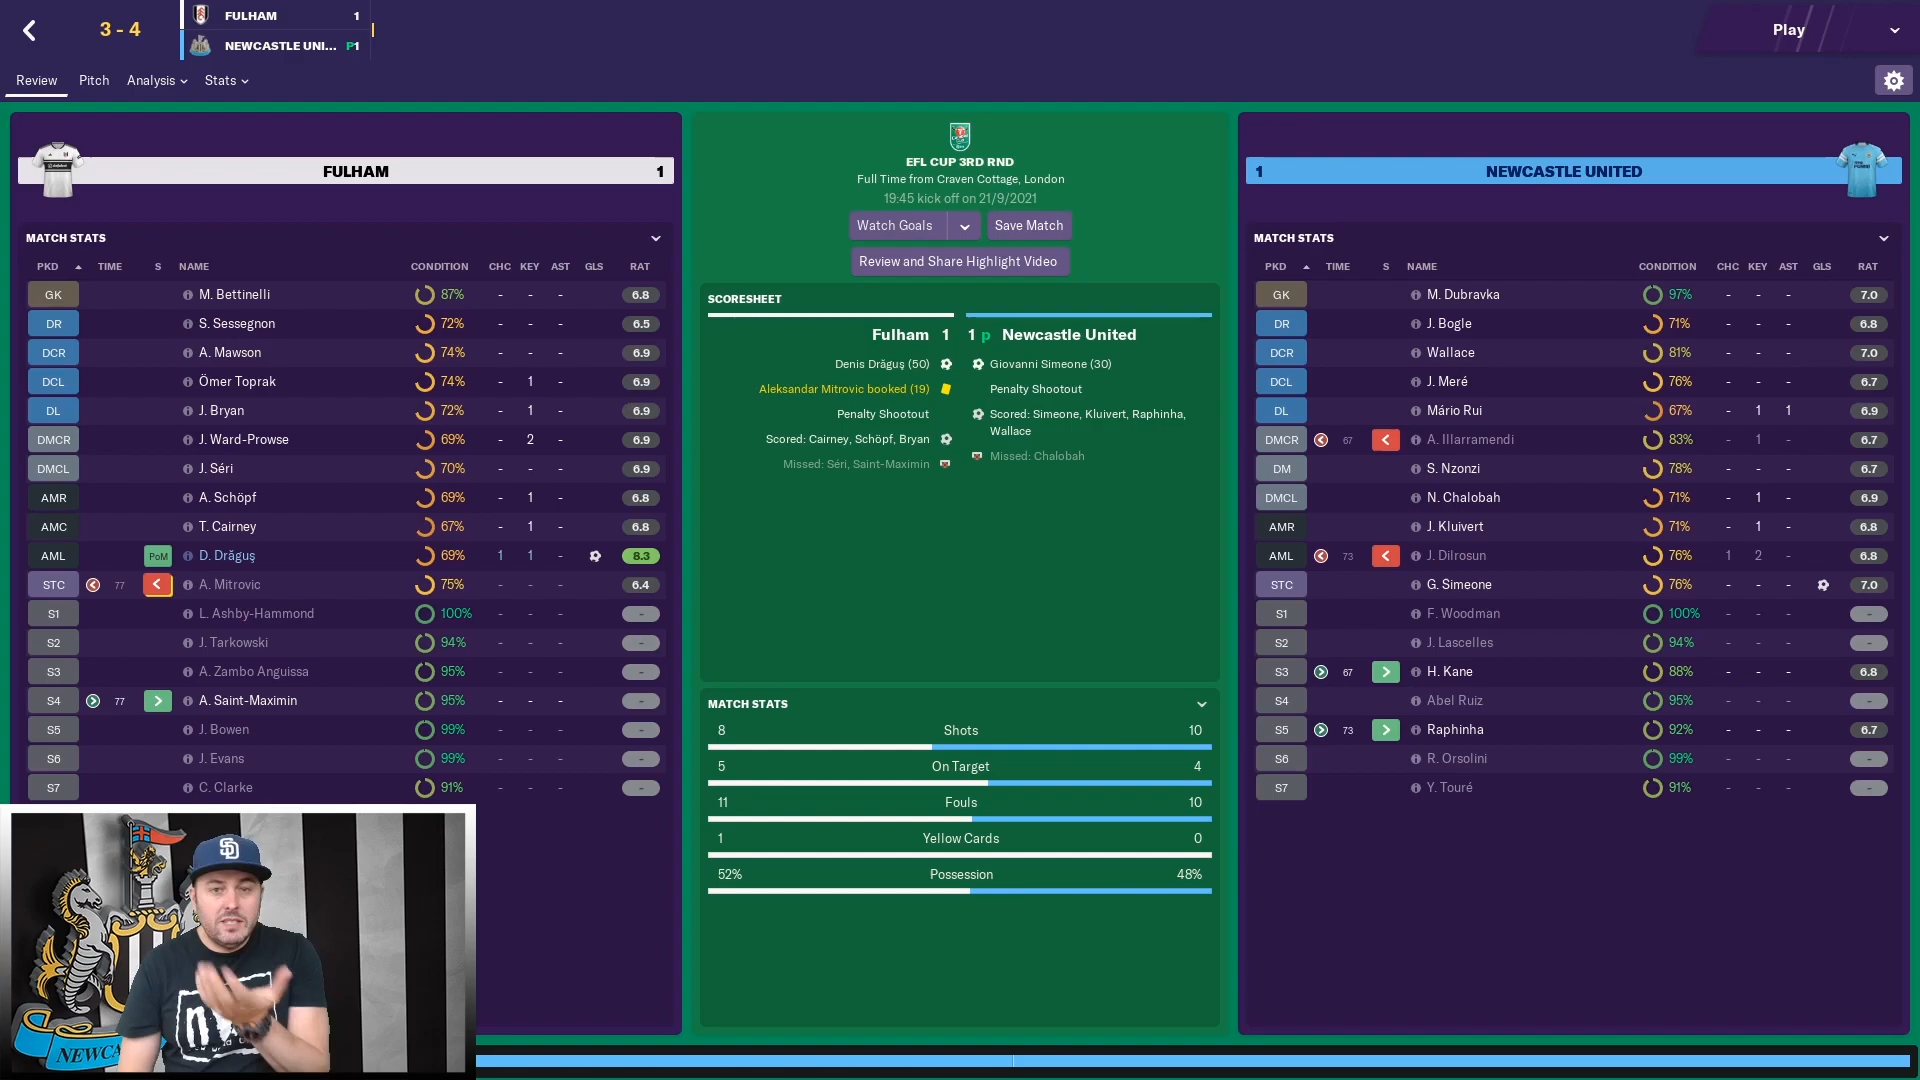 3 - 4
FULHAM 1
NEWCASTLE UNI... P1
Play
Review Pitch Analysis Stats
FULHAM 1
MATCH STATS
PKD TIME S NAME CONDITION CHC KEY AST GLS RAT
GK M. Bettinelli 87% - - - 6.8
DR S. Sessegnon 72% - - - 6.5
DCR A. Mawson 74% - - - 6.9
DCL Ömer Toprak 74% - 1 - 6.9
DL J. Bryan 72% - 1 - 6.9
DMCR J. Ward-Prowse 69% - 2 - 6.9
DMCL J. Séri 70% - - - 6.9
AMR A. Schöpf 69% - 1 - 6.8
AMC T. Cairney 67% - 1 - 6.8
AML PoM D. Drăguş 69% 1 1 - 8.3
STC 77 A. Mitrovic 75% - - - 6.4
S1 L. Ashby-Hammond 100% - - - -
S2 J. Tarkowski 94% - - - -
S3 A. Zambo Anguissa 95% - - - -
S4 77 A. Saint-Maximin 95% - - - -
S5 J. Bowen 99% - - - -
S6 J. Evans 99% - - - -
S7 C. Clarke 91% - - - -
EFL CUP 3RD RND
Full Time from Craven Cottage, London
19:45 kick off on 21/9/2021
Watch Goals Save Match
Review and Share Highlight Video
SCORESHEET
Fulham 1 1 p Newcastle United
Denis Drăguş (50) Giovanni Simeone (30)
Aleksandar Mitrovic booked (19) Penalty Shootout
Penalty Shootout Scored: Simeone, Kluivert, Raphinha,
Wallace
Scored: Cairney, Schöpf, Bryan
Missed: Chalobah
Missed: Séri, Saint-Maximin
MATCH STATS
8 Shots 10
5 On Target 4
11 Fouls 10
1 Yellow Cards 0
52% Possession 48%
1 NEWCASTLE UNITED
MATCH STATS
PKD TIME S NAME CONDITION CHC KEY AST GLS RAT
GK M. Dubravka 97% - - - 7.0
DR J. Bogle 71% - - - 6.8
DCR Wallace 81% - - - 7.0
DCL J. Meré 76% - - - 6.7
DL Mário Rui 67% - 1 1 6.9
DMCR 67 A. Illarramendi 83% - 1 - 6.7
DM S. Nzonzi 78% - - - 6.7
DMCL N. Chalobah 71% - 1 - 6.9
AMR J. Kluivert 71% - 1 - 6.8
AML 73 J. Dilrosun 76% 1 2 - 6.8
STC G. Simeone 76% - - - 7.0
S1 F. Woodman 100% - - - -
S2 J. Lascelles 94% - - - -
S3 67 H. Kane 88% - - - 6.8
S4 Abel Ruiz 95% - - - -
S5 73 Raphinha 92% - - - 6.7
S6 R. Orsolini 99% - - - -
S7 Y. Touré 91% - - - -
SD
NEWCA